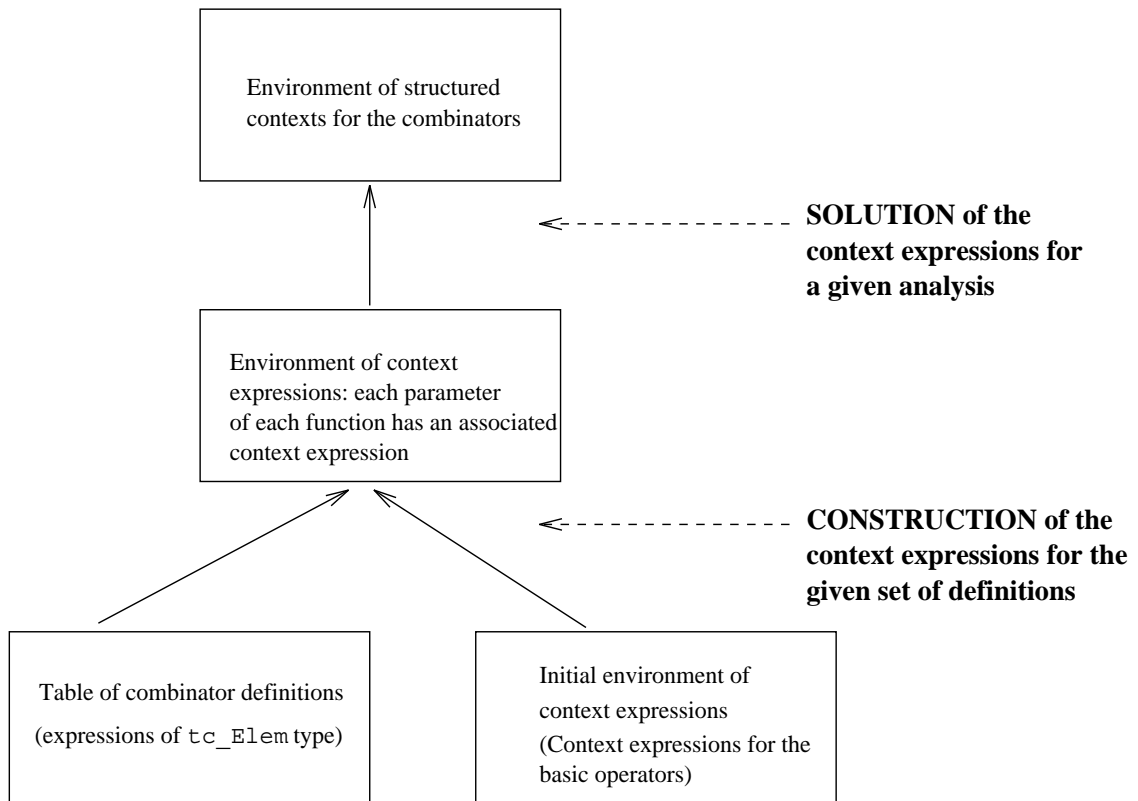 Environment of structured
contexts for the combinators
SOLUTION of the
context expressions for
a given analysis
Environment of context
expressions: each parameter
of each function has an associated
context expression
CONSTRUCTION of the
context expressions for the
given set of definitions
Table of combinator definitions
(expressions of tc_Elem type)
Initial environment of
context expressions
(Context expressions for the
basic operators)